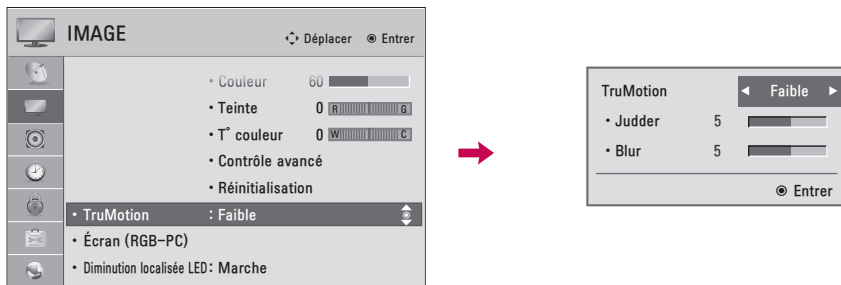 IMAGE
Déplacer Entrer
• Couleur 60
• Teinte 0 R G
• T° couleur 0 W C
• Contrôle avancé
• Réinitialisation
• TruMotion : Faible
• Écran (RGB-PC)
• Diminution localisée LED: Marche
TruMotion ◄ Faible ►
• Judder 5
• Blur 5
Entrer